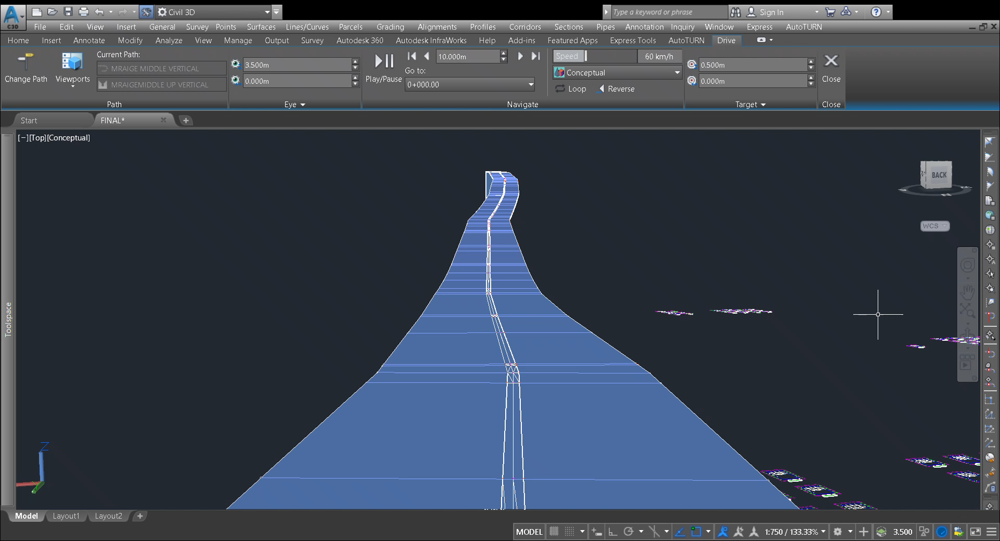 C3D
Civil 3D
Type a keyword or phrase
Sign In
File Edit View Insert General Survey Points Surfaces Lines/Curves Parcels Grading Alignments Profiles Corridors Sections Pipes Annotation Inquiry Window Express AutoTURN
Home Insert Annotate Modify Analyze View Manage Output Survey Autodesk 360 Autodesk InfraWorks Help Add-ins Featured Apps Express Tools AutoTURN Drive
Change Path
Viewports
Current Path:
MRAIGE MIDDLE VERTICAL
MRAIGEMIDDLE UP VERTICAL
Path
3.500m
0.000m
Eye
Play/Pause
10.000m
Go to:
0+000.00
Speed
60 km/h
Conceptual
Loop
Reverse
Navigate
0.500m
0.000m
Target
Close
Close
Start
FINAL*
[−][Top][Conceptual]
BACK
N
WCS
Toolspace
Z
Model
Layout1
Layout2
MODEL
1:750 / 133.33%
3.500